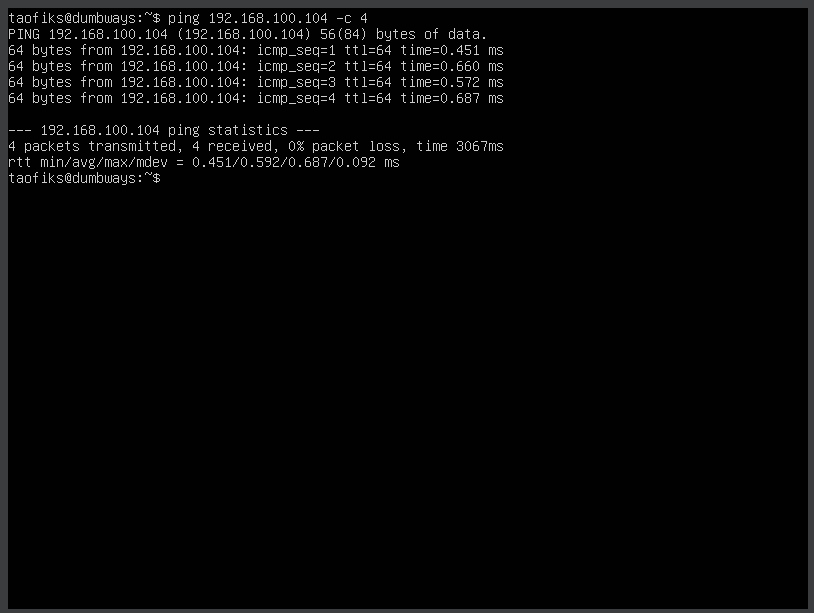 taofiks@dumbways:~$ ping 192.168.100.104 -c 4
PING 192.168.100.104 (192.168.100.104) 56(84) bytes of data.
64 bytes from 192.168.100.104: icmp_seq=1 ttl=64 time=0.451 ms
64 bytes from 192.168.100.104: icmp_seq=2 ttl=64 time=0.660 ms
64 bytes from 192.168.100.104: icmp_seq=3 ttl=64 time=0.572 ms
64 bytes from 192.168.100.104: icmp_seq=4 ttl=64 time=0.687 ms
--- 192.168.100.104 ping statistics ---
4 packets transmitted, 4 received, 0% packet loss, time 3067ms
rtt min/avg/max/mdev = 0.451/0.592/0.687/0.092 ms
taofiks@dumbways:~$